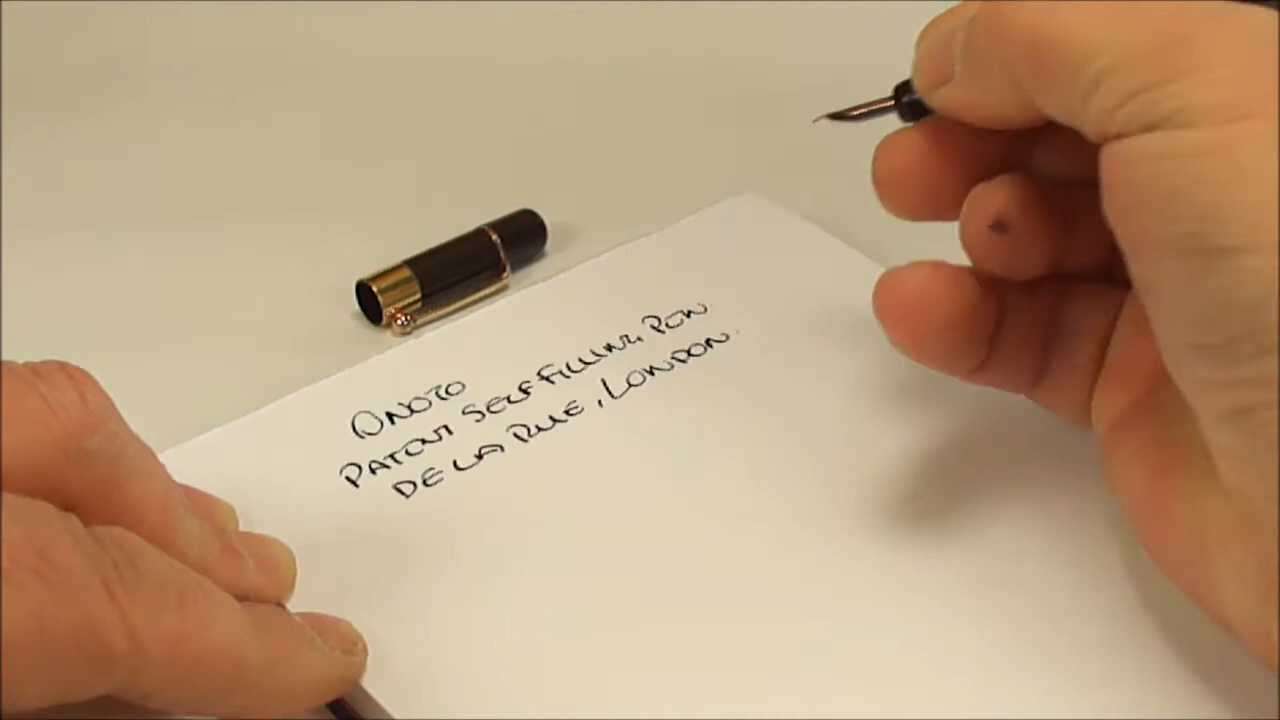 ONOTO
PATENT SELF FILLING PEN.
DE LA RUE, LONDON.